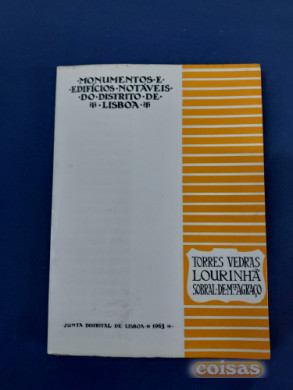 ·MONUMENTOS·E·
·EDIFÍCIOS·NOTÁVEIS·
·DO·DISTRITO·DE·
·LISBOA·
TORRES VEDRAS
LOURINHÃ
SOBRAL·DE·Mᵀᴱ AGRAÇO
JUNTA DISTRITAL DE LISBOA 1963
coisas